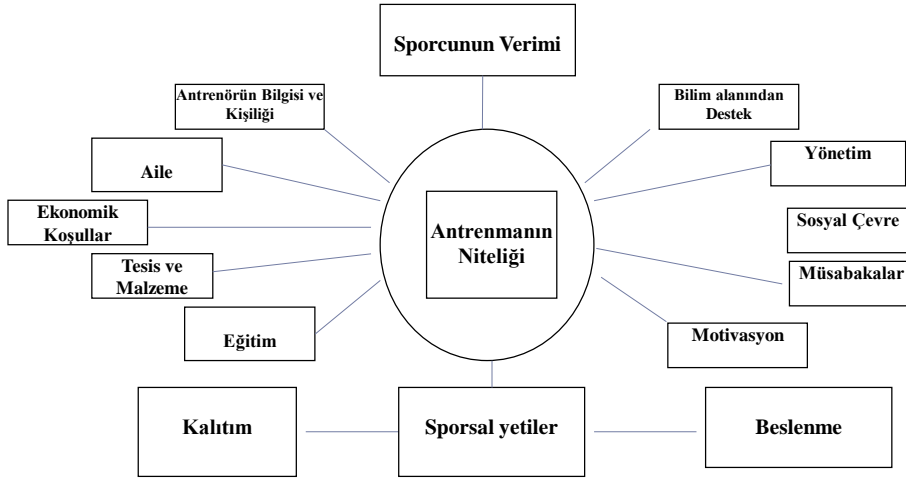 Sporcunun Verimi
Antrenörün Bilgisi ve
Kişiliği
Bilim alanından
Destek
Aile
Yönetim
Ekonomik
Koşullar
Antrenmanın
Niteliği
Sosyal Çevre
Tesis ve
Malzeme
Müsabakalar
Eğitim
Motivasyon
Kalıtım
Sporsal yetiler
Beslenme